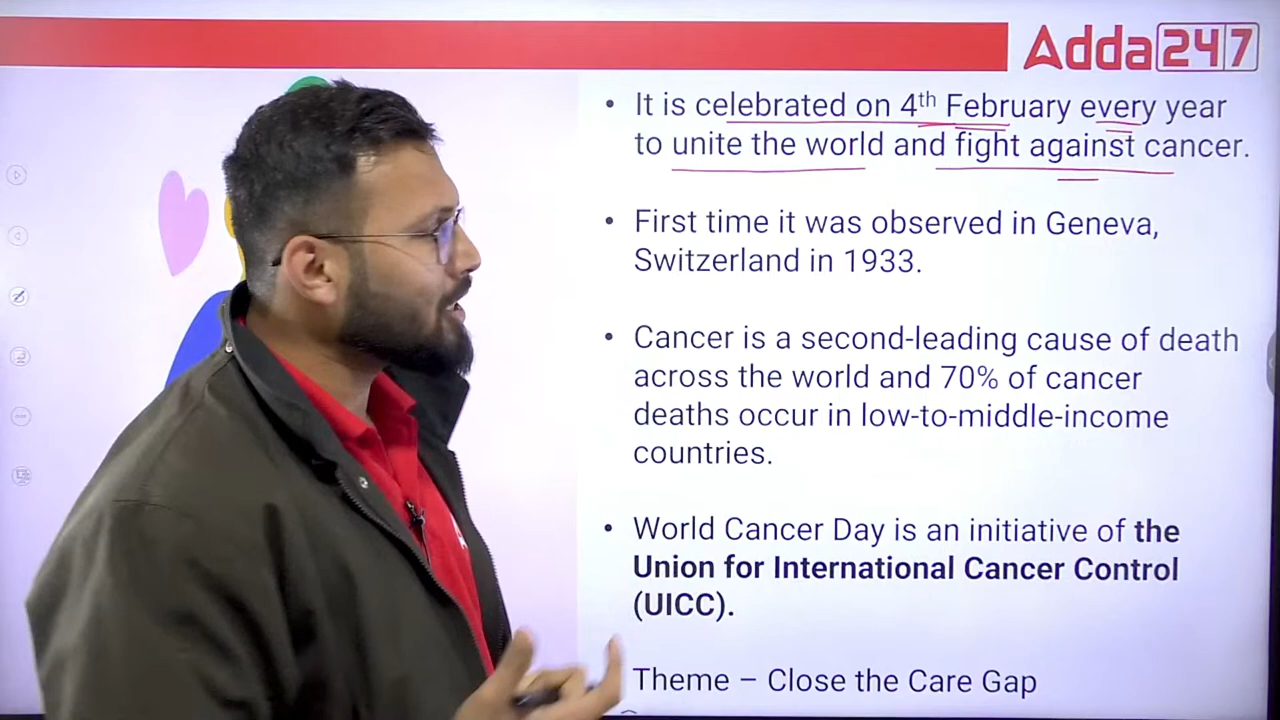 Adda247
• It is celebrated on 4th February every year
to unite the world and fight against cancer.
• First time it was observed in Geneva,
Switzerland in 1933.
• Cancer is a second-leading cause of death
across the world and 70% of cancer
deaths occur in low-to-middle-income
countries.
• World Cancer Day is an initiative of the
Union for International Cancer Control
(UICC).
Theme – Close the Care Gap